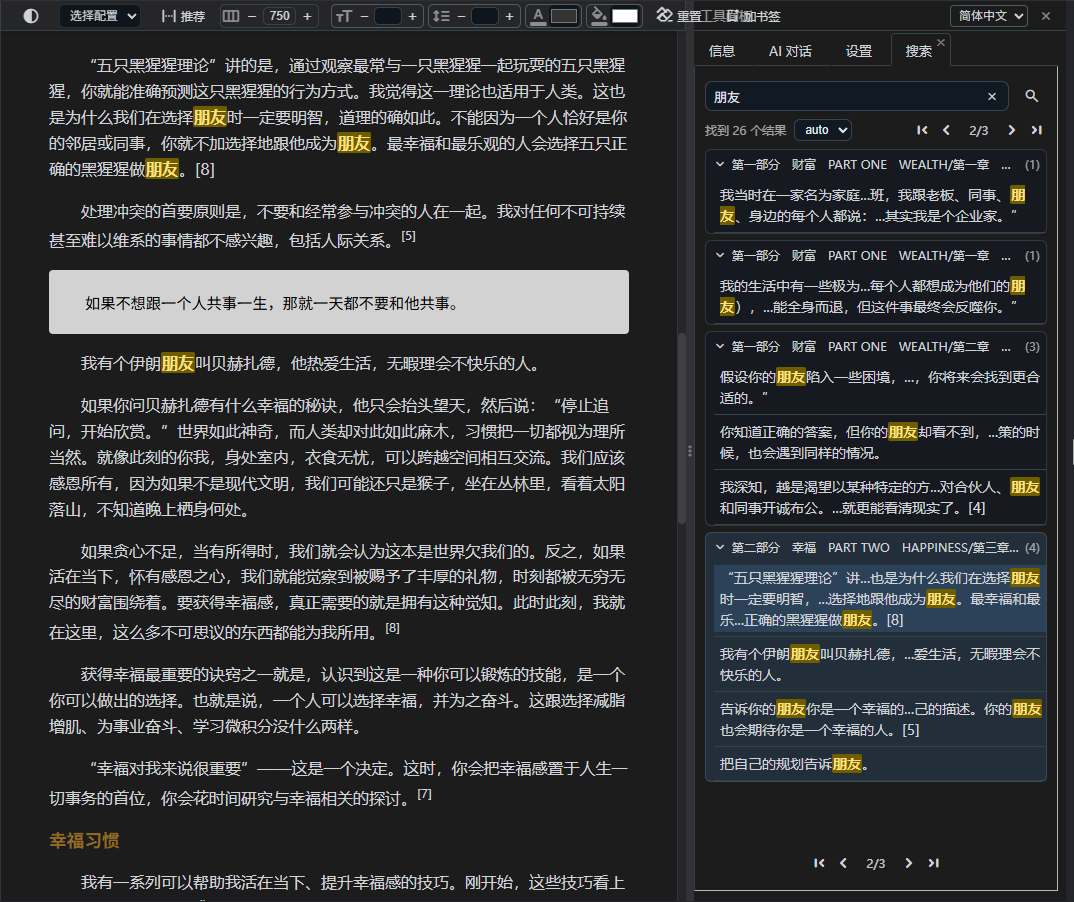 选择配置 推荐 750 重置 简体中文
“五只黑猩猩理论”讲的是，通过观察最常与一只黑猩猩一起玩耍的五只黑猩
猩，你就能准确预测这只黑猩猩的行为方式。我觉得这一理论也适用于人类。这也
是为什么我们在选择朋友时一定要明智，道理的确如此。不能因为一个人恰好是你
的邻居或同事，你就不加选择地跟他成为朋友。最幸福和最乐观的人会选择五只正
确的黑猩猩做朋友。[8]
处理冲突的首要原则是，不要和经常参与冲突的人在一起。我对任何不可持续
甚至难以维系的事情都不感兴趣，包括人际关系。[5]
如果不想跟一个人共事一生，那就一天都不要和他共事。
我有个伊朗朋友叫贝赫扎德，他热爱生活，无暇理会不快乐的人。
如果你问贝赫扎德有什么幸福的秘诀，他只会抬头望天，然后说：“停止追
问，开始欣赏。”世界如此神奇，而人类却对此如此麻木，习惯把一切都视为理所
当然。就像此刻的你我，身处室内，衣食无忧，可以跨越空间相互交流。我们应该
感恩所有，因为如果不是现代文明，我们可能还只是猴子，坐在丛林里，看着太阳
落山，不知道晚上栖身何处。
如果贪心不足，当有所得时，我们就会认为这本是世界欠我们的。反之，如果
活在当下，怀有感恩之心，我们就能觉察到被赐予了丰厚的礼物，时刻都被无穷无
尽的财富围绕着。要获得幸福感，真正需要的就是拥有这种觉知。此时此刻，我就
在这里，这么多不可思议的东西都能为我所用。[8]
获得幸福最重要的诀窍之一就是，认识到这是一种你可以锻炼的技能，是一个
你可以做出的选择。也就是说，一个人可以选择幸福，并为之奋斗。这跟选择减脂
增肌、为事业奋斗、学习微积分没什么两样。
“幸福对我来说很重要”——这是一个决定。这时，你会把幸福感置于人生一
切事务的首位，你会花时间研究与幸福相关的探讨。[7]
幸福习惯
我有一系列可以帮助我活在当下、提升幸福感的技巧。刚开始，这些技巧看上
信息 AI 对话 设置 搜索
朋友
找到 26 个结果 auto 2/3
第一部分 财富 PART ONE WEALTH/第一章 ... (1)
我当时在一家名为家庭...班，我跟老板、同事、朋
友、身边的每个人都说：...其实我是个企业家。”
第一部分 财富 PART ONE WEALTH/第一章 ... (1)
我的生活中有一些极为...每个人都想成为他们的朋
友），...能全身而退，但这件事最终会反噬你。”
第一部分 财富 PART ONE WEALTH/第二章 ... (3)
假设你的朋友陷入一些困境，...，你将来会找到更合
适的。”
你知道正确的答案，但你的朋友却看不到，...策的时
候，也会遇到同样的情况。
我深知，越是渴望以某种特定的方...对合伙人、朋友
和同事开诚布公。...就更能看清现实了。[4]
第二部分 幸福 PART TWO HAPPINESS/第三章... (4)
“五只黑猩猩理论”讲...也是为什么我们在选择朋友
时一定要明智，...选择地跟他成为朋友。最幸福和最
乐...正确的黑猩猩做朋友。[8]
我有个伊朗朋友叫贝赫扎德，...爱生活，无暇理会不
快乐的人。
告诉你的朋友你是一个幸福的...己的描述。你的朋友
也会期待你是一个幸福的人。[5]
把自己的规划告诉朋友。
2/3